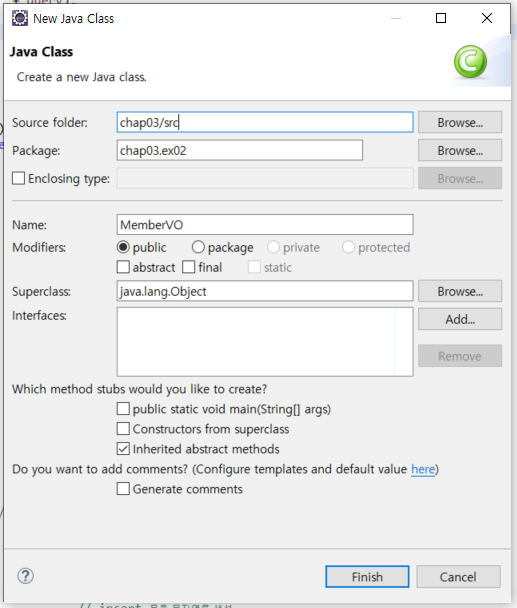 New Java Class
Java Class
Create a new Java class.
Source folder: chap03/src Browse...
Package: chap03.ex02 Browse...
Enclosing type: Browse...
Name: MemberVO
Modifiers: public package private protected
abstract final static
Superclass: java.lang.Object Browse...
Interfaces: Add...
Remove
Which method stubs would you like to create?
public static void main(String[] args)
Constructors from superclass
Inherited abstract methods
Do you want to add comments? (Configure templates and default value here)
Generate comments
? Finish Cancel